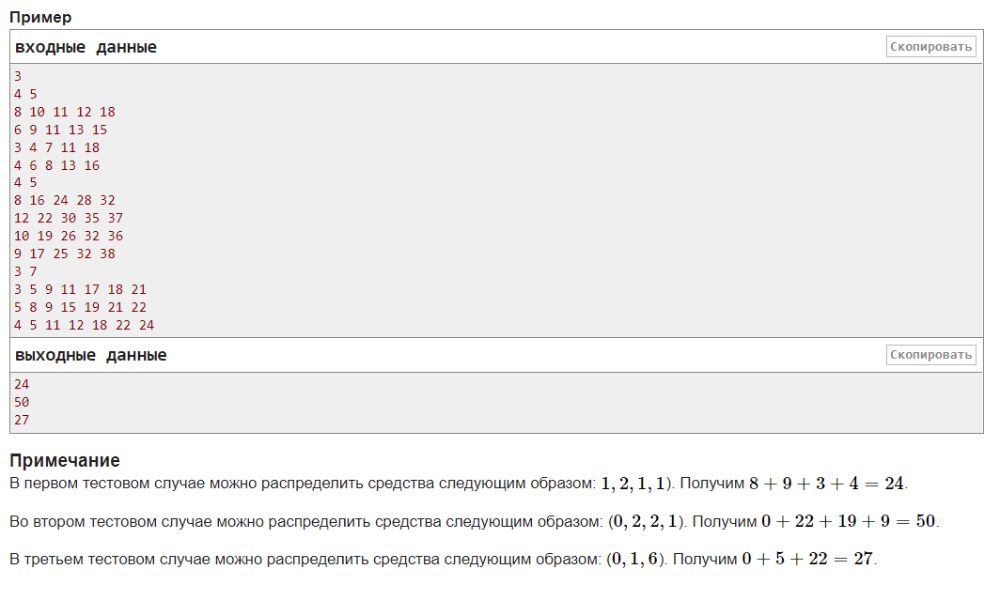 Пример
входные данные
Скопировать
3
4 5
8 10 11 12 18
6 9 11 13 15
3 4 7 11 18
4 6 8 13 16
4 5
8 16 24 28 32
12 22 30 35 37
10 19 26 32 36
9 17 25 32 38
3 7
3 5 9 11 17 18 21
5 8 9 15 19 21 22
4 5 11 12 18 22 24
выходные данные
Скопировать
24
50
27
Примечание
В первом тестовом случае можно распределить средства следующим образом: 1, 2, 1, 1). Получим 8 + 9 + 3 + 4 = 24.
Во втором тестовом случае можно распределить средства следующим образом: (0, 2, 2, 1). Получим 0 + 22 + 19 + 9 = 50.
В третьем тестовом случае можно распределить средства следующим образом: (0, 1, 6). Получим 0 + 5 + 22 = 27.